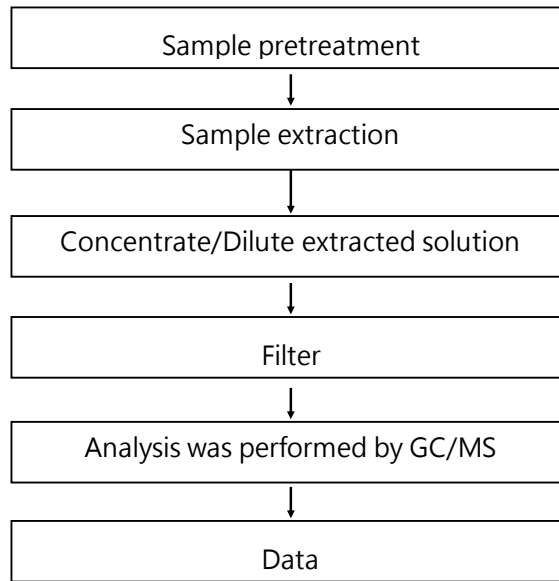 Sample pretreatment
Sample extraction
Concentrate/Dilute extracted solution
Filter
Analysis was performed by GC/MS
Data